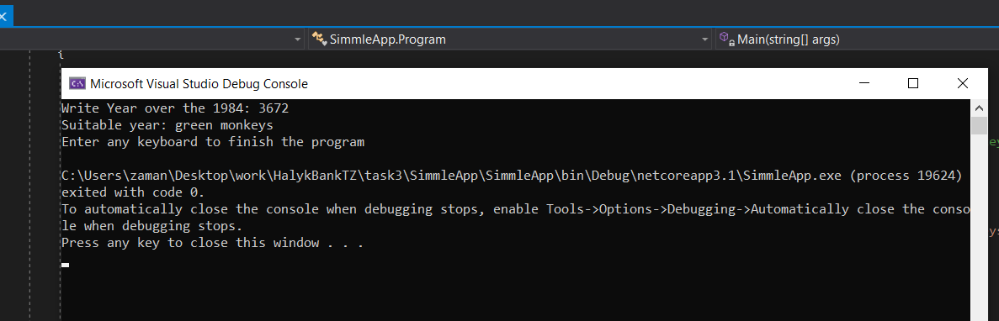 SimmleApp.Program
Main(string[] args)
{
Microsoft Visual Studio Debug Console
Write Year over the 1984: 3672
Suitable year: green monkeys
Enter any keyboard to finish the program
C:\Users\zaman\Desktop\work\HalykBankTZ\task3\SimmleApp\SimmleApp\bin\Debug\netcoreapp3.1\SimmleApp.exe (process 19624)
exited with code 0.
To automatically close the console when debugging stops, enable Tools->Options->Debugging->Automatically close the conso
le when debugging stops.
Press any key to close this window . . .